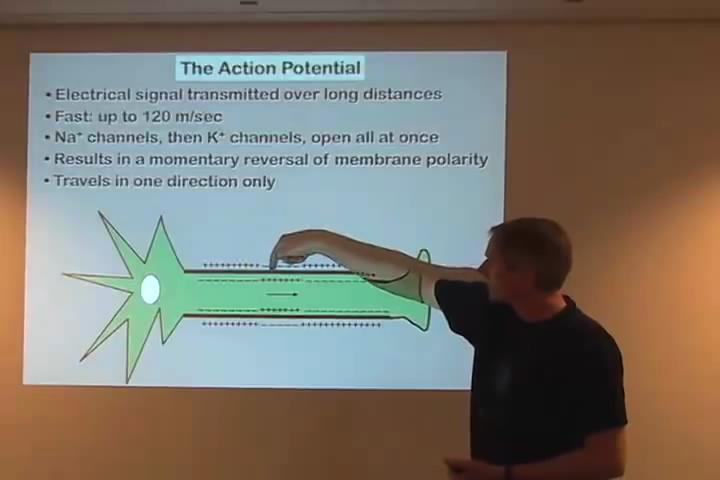 The Action Potential
• Electrical signal transmitted over long distances
• Fast: up to 120 m/sec
• Na⁺ channels, then K⁺ channels, open all at once
• Results in a momentary reversal of membrane polarity
• Travels in one direction only